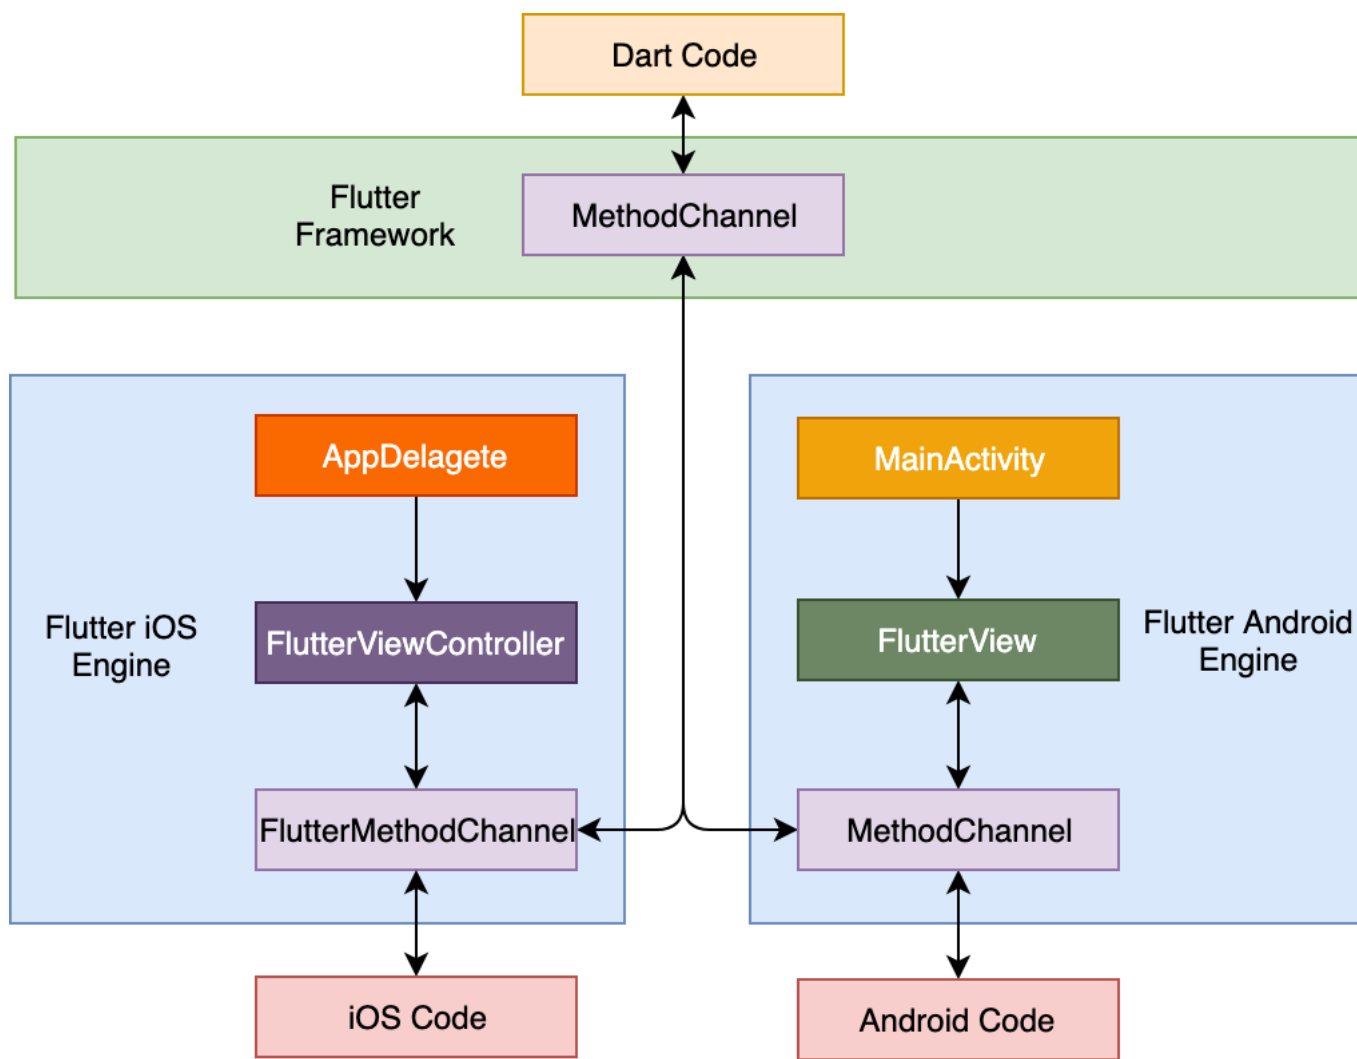 Dart Code
Flutter
Framework
MethodChannel
AppDelagete
MainActivity
Flutter iOS
Engine
FlutterViewController
FlutterView
Flutter Android
Engine
FlutterMethodChannel
MethodChannel
iOS Code
Android Code